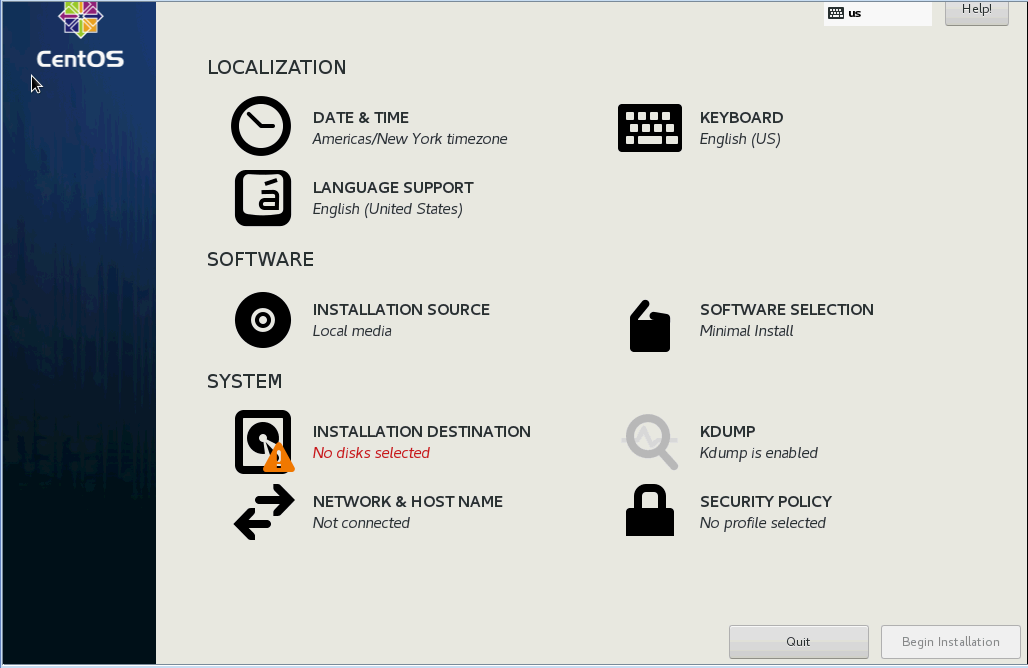 us
Help!
CentOS
LOCALIZATION
DATE & TIME
Americas/New York timezone
KEYBOARD
English (US)
LANGUAGE SUPPORT
English (United States)
SOFTWARE
INSTALLATION SOURCE
Local media
SOFTWARE SELECTION
Minimal Install
SYSTEM
INSTALLATION DESTINATION
No disks selected
KDUMP
Kdump is enabled
NETWORK & HOST NAME
Not connected
SECURITY POLICY
No profile selected
Quit
Begin Installation